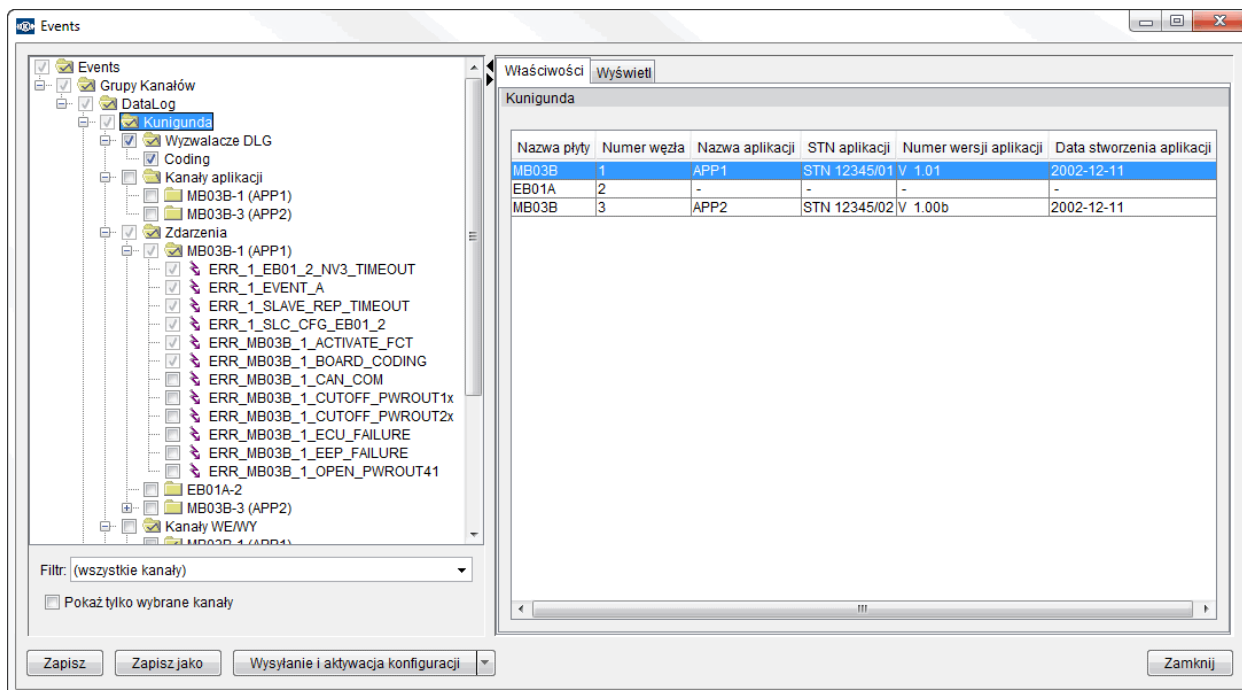 Events
Events
Grupy Kanałów
DataLog
Kunigunda
Wyzwalacze DLG
Coding
Kanały aplikacji
MB03B-1 (APP1)
MB03B-3 (APP2)
Zdarzenia
MB03B-1 (APP1)
ERR_1_EB01_2_NV3_TIMEOUT
ERR_1_EVENT_A
ERR_1_SLAVE_REP_TIMEOUT
ERR_1_SLC_CFG_EB01_2
ERR_MB03B_1_ACTIVATE_FCT
ERR_MB03B_1_BOARD_CODING
ERR_MB03B_1_CAN_COM
ERR_MB03B_1_CUTOFF_PWROUT1x
ERR_MB03B_1_CUTOFF_PWROUT2x
ERR_MB03B_1_ECU_FAILURE
ERR_MB03B_1_EEP_FAILURE
ERR_MB03B_1_OPEN_PWROUT41
EB01A-2
MB03B-3 (APP2)
Kanały WE/WY
MB03B-1 (APP1)
Filtr: (wszystkie kanały)
Pokaż tylko wybrane kanały
Właściwości Wyświetl
Kunigunda
Nazwa płyty Numer węzła Nazwa aplikacji STN aplikacji Numer wersji aplikacji Data stworzenia aplikacji
MB03B 1 APP1 STN 12345/01 V 1.01 2002-12-11
EB01A 2 - - - -
MB03B 3 APP2 STN 12345/02 V 1.00b 2002-12-11
Zapisz Zapisz jako Wysyłanie i aktywacja konfiguracji Zamknij